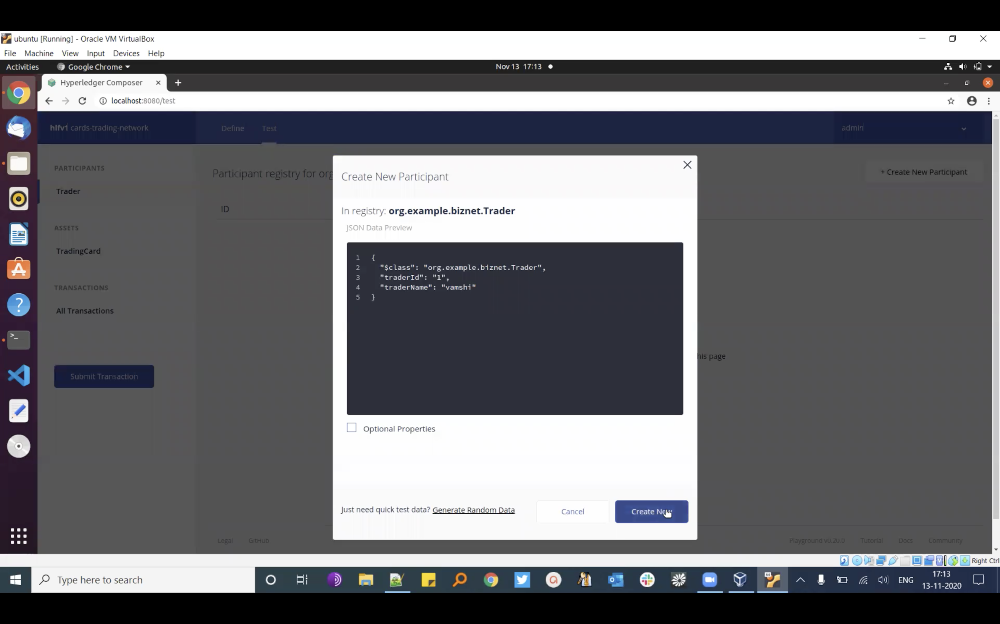 ubuntu [Running] - Oracle VM VirtualBox
File Machine View Input Devices Help
Activities Google Chrome Nov 13 17:13
Hyperledger Composer
localhost:8080/test
hlfv1 cards-trading-network Define Test admin
PARTICIPANTS
Participant registry for org
+ Create New Participant
Trader
ID
ASSETS
TradingCard
TRANSACTIONS
All Transactions
his page
Submit Transaction
Create New Participant
In registry: org.example.biznet.Trader
JSON Data Preview
1 {
2 "$class": "org.example.biznet.Trader",
3 "traderId": "1",
4 "traderName": "vamshi"
5 }
Optional Properties
Just need quick test data? Generate Random Data Cancel Create New
Legal GitHub Playground v0.20.0 Tutorial Docs Community
Right Ctrl
Type here to search
ENG
17:13
13-11-2020